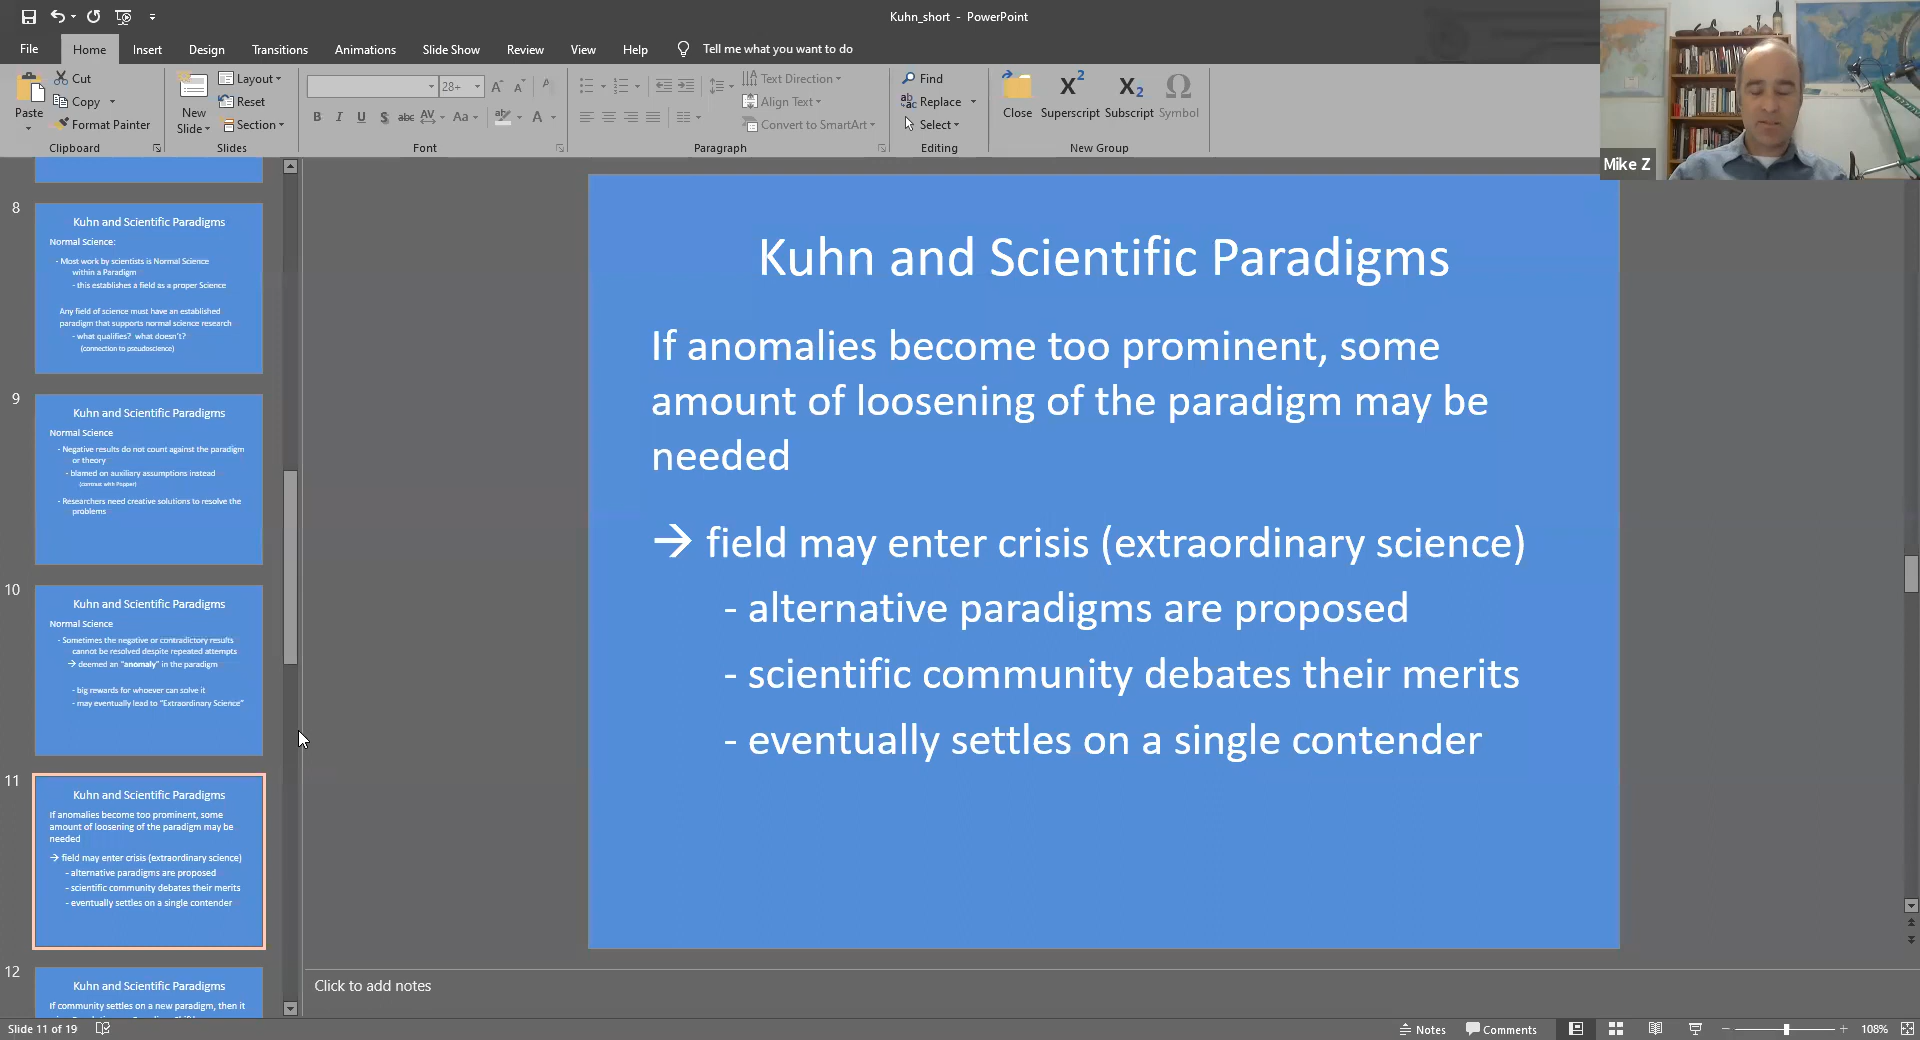 Kuhn_short - PowerPoint
File Home Insert Design Transitions Animations Slide Show Review View Help Tell me what you want to do
Paste
Cut
Copy
Format Painter
Clipboard
New
Slide
Layout
Reset
Section
Slides
28+
A A
B I U S abc AV Aa A
Font
Text Direction
Align Text
Convert to SmartArt
Paragraph
Find
Replace
Select
Editing
Close
X² Superscript
X₂ Subscript
Ω Symbol
New Group
Mike Z
8
Kuhn and Scientific Paradigms
Normal Science:
- Most work by scientists is Normal Science
within a Paradigm
- this establishes a field as a proper Science
Any field of science must have an established
paradigm that supports normal science research
- what qualifies? what doesn't?
(connection to pseudoscience)
9
Kuhn and Scientific Paradigms
Normal Science
- Negative results do not count against the paradigm
or theory
- blamed on auxiliary assumptions instead
(contrast with Popper)
- Researchers need creative solutions to resolve the
problems
10
Kuhn and Scientific Paradigms
Normal Science
- Sometimes the negative or contradictory results
cannot be resolved despite repeated attempts
→ deemed an "anomaly" in the paradigm
- big rewards for whoever can solve it
- may eventually lead to "Extraordinary Science"
11
Kuhn and Scientific Paradigms
If anomalies become too prominent, some
amount of loosening of the paradigm may be
needed
→ field may enter crisis (extraordinary science)
- alternative paradigms are proposed
- scientific community debates their merits
- eventually settles on a single contender
12
Kuhn and Scientific Paradigms
If community settles on a new paradigm, then it
Kuhn and Scientific Paradigms
If anomalies become too prominent, some
amount of loosening of the paradigm may be
needed
→ field may enter crisis (extraordinary science)
- alternative paradigms are proposed
- scientific community debates their merits
- eventually settles on a single contender
Click to add notes
Slide 11 of 19
Notes
Comments
108%